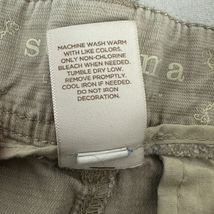 MACHINE WASH WARM
WITH LIKE COLORS.
ONLY NON-CHLORINE
BLEACH WHEN NEEDED.
TUMBLE DRY LOW.
REMOVE PROMPTLY.
COOL IRON IF NEEDED.
DO NOT IRON
DECORATION.